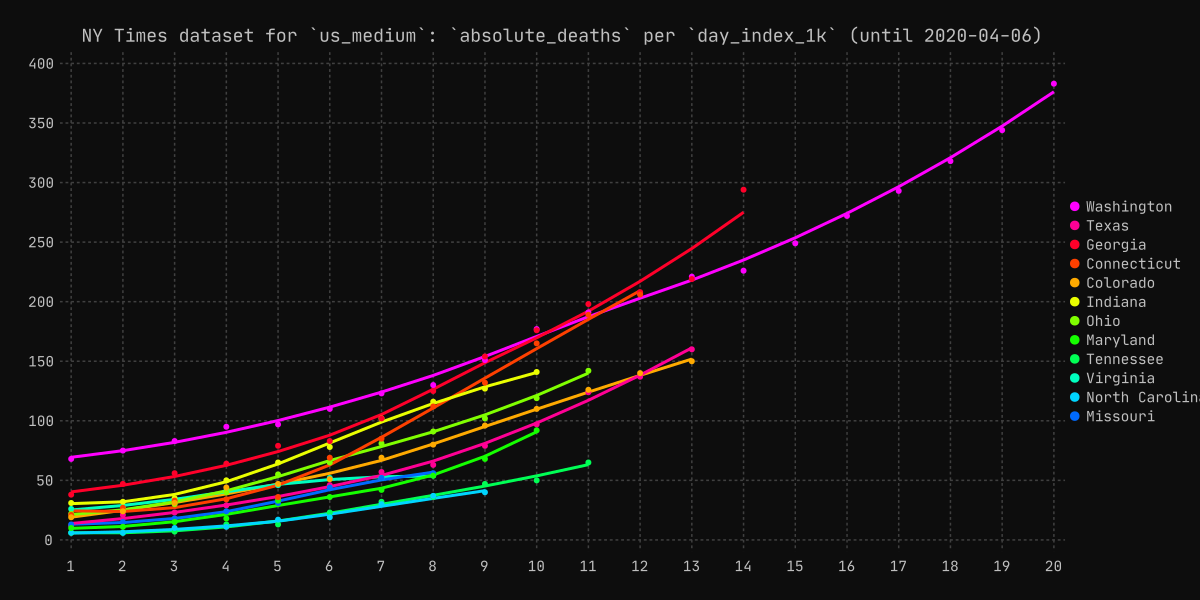 NY Times dataset for `us_medium`: `absolute_deaths` per `day_index_1k` (until 2020-04-06)
400
350
300
250
200
150
100
50
0
1 2 3 4 5 6 7 8 9 10 11 12 13 14 15 16 17 18 19 20
Washington
Texas
Georgia
Connecticut
Colorado
Indiana
Ohio
Maryland
Tennessee
Virginia
North Carolina
Missouri